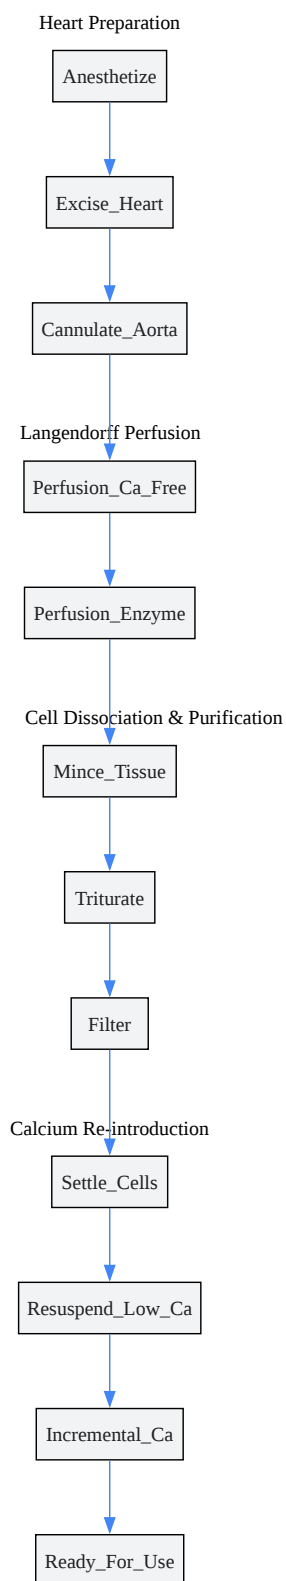 Heart Preparation
Anesthetize
Excise_Heart
Cannulate_Aorta
Langendorff Perfusion
Perfusion_Ca_Free
Perfusion_Enzyme
Cell Dissociation & Purification
Mince_Tissue
Triturate
Filter
Calcium Re-introduction
Settle_Cells
Resuspend_Low_Ca
Incremental_Ca
Ready_For_Use